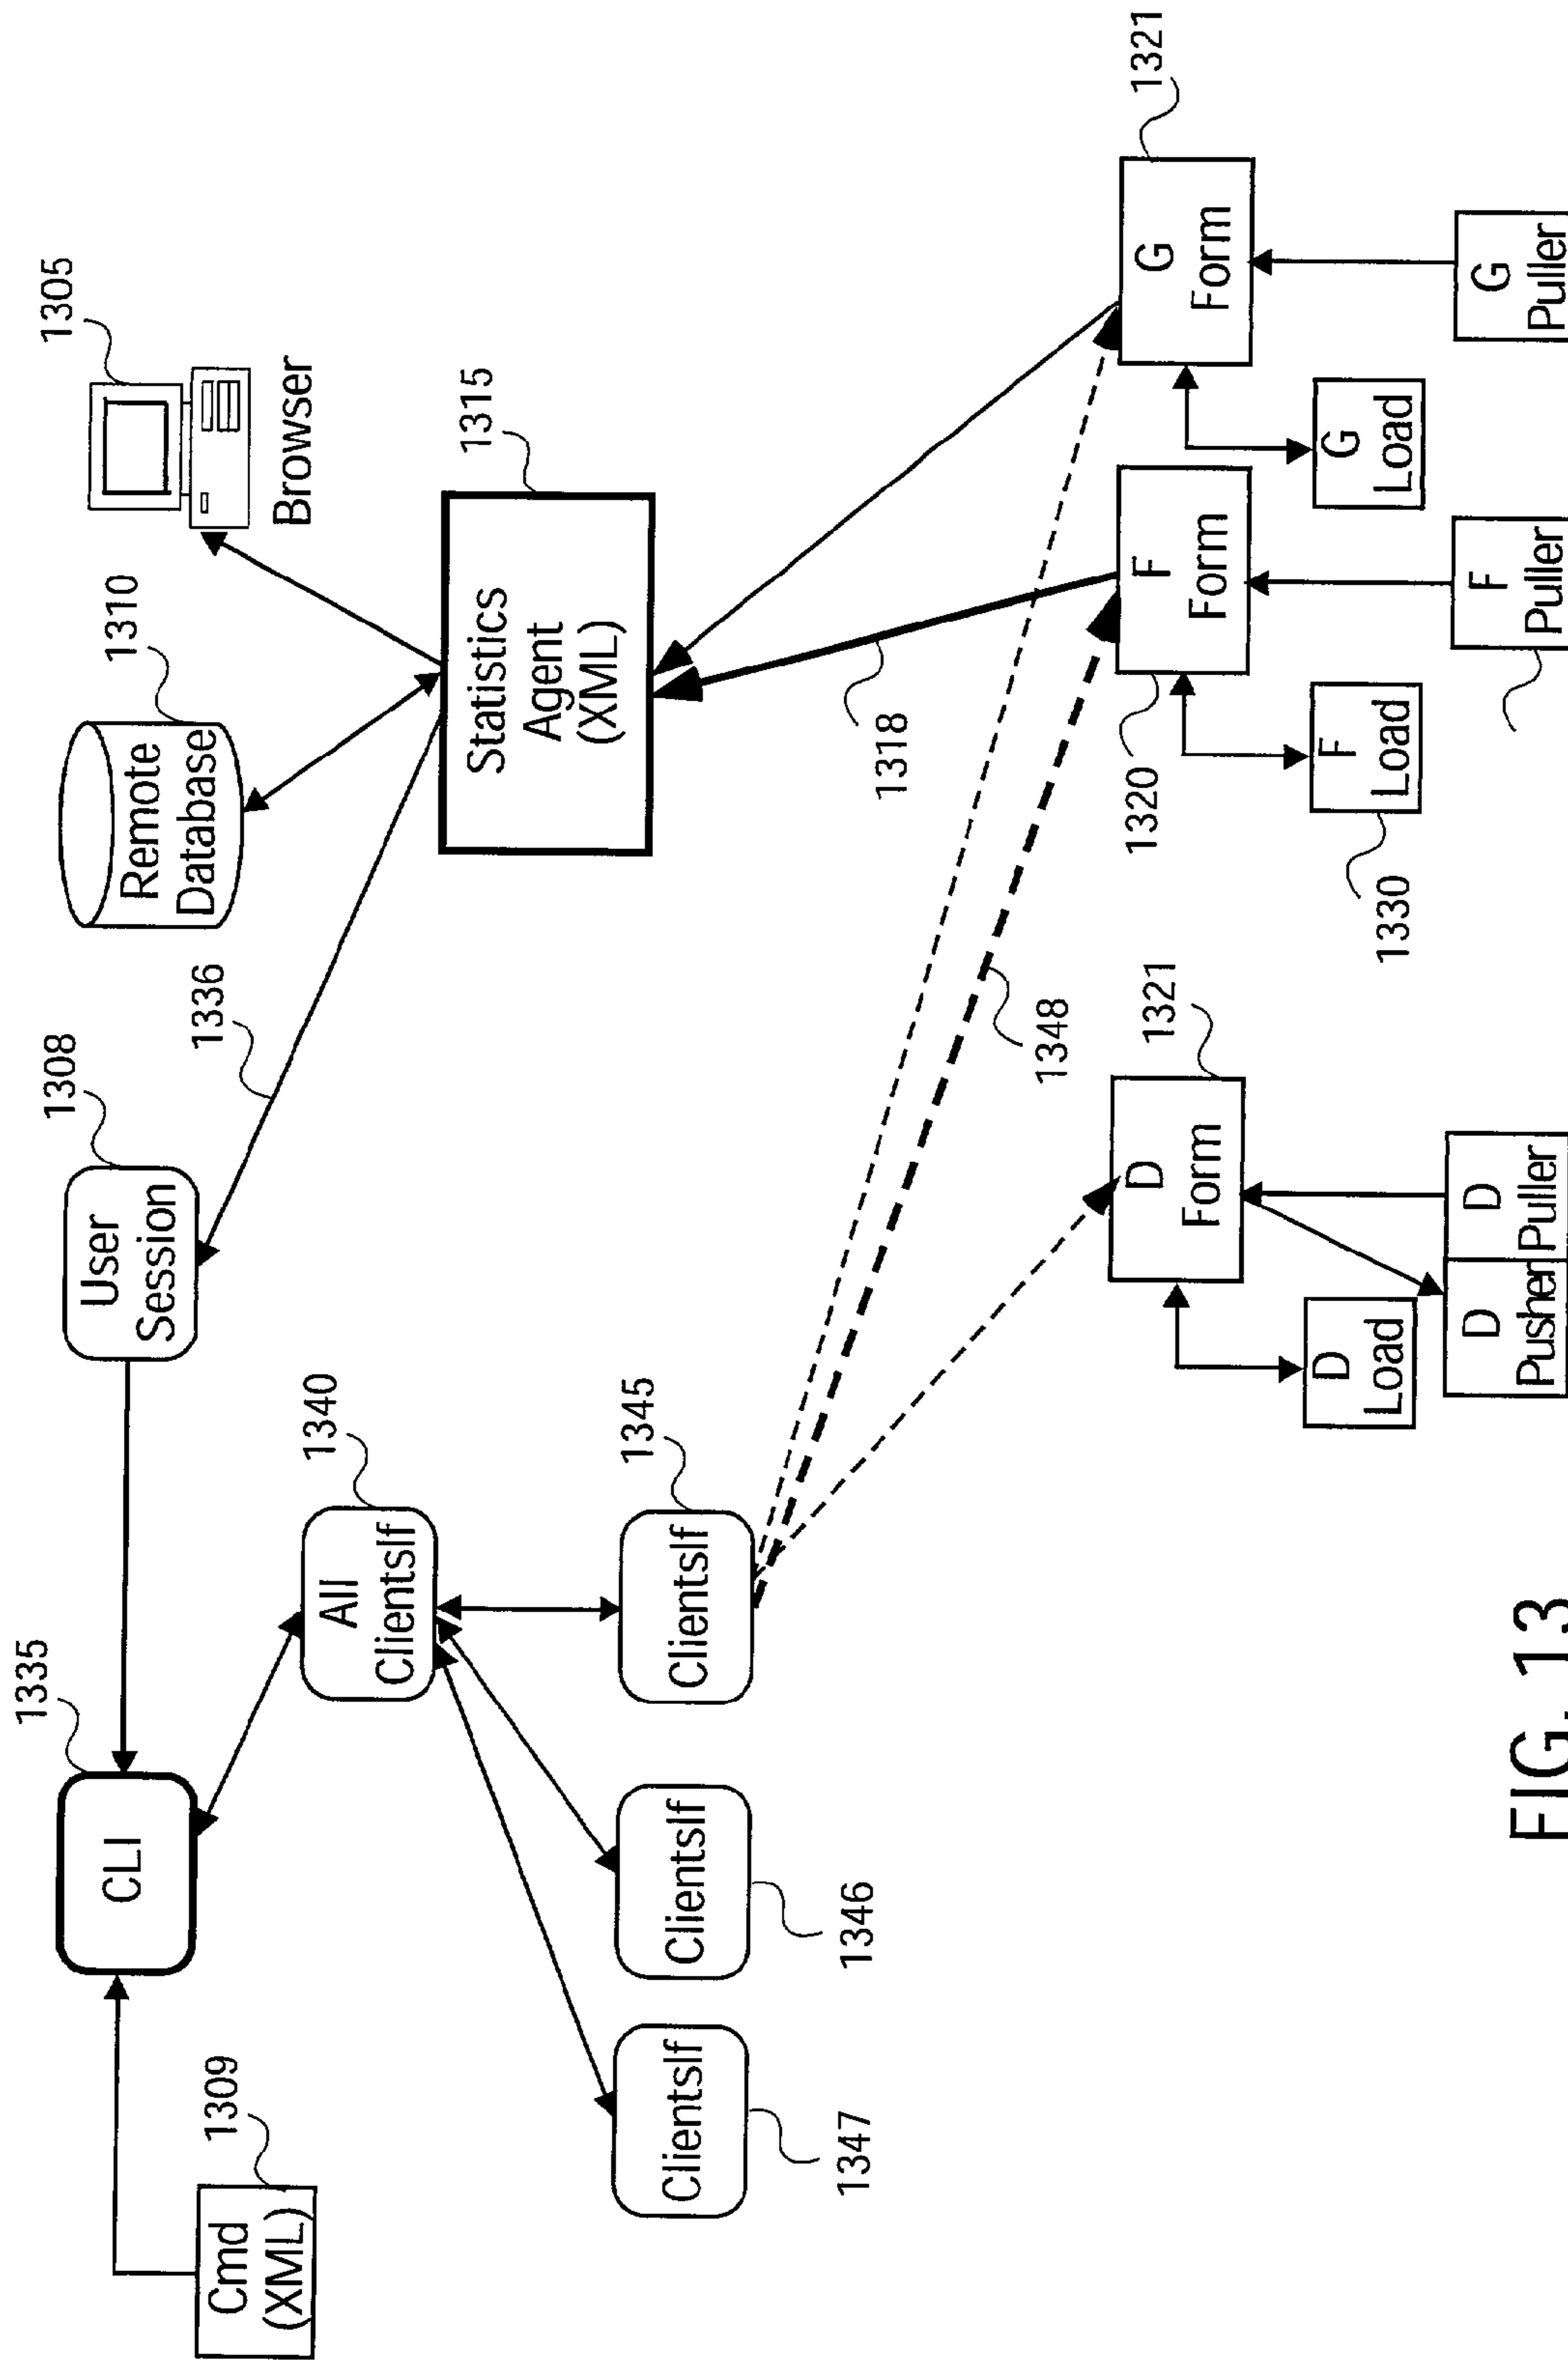 1335
CLI
Cmd
(XML)
1309
1308
User
Session
1336
1310
Remote
Database
1305
Browser
1340
All
ClientsIf
1345
ClientsIf
ClientsIf
1346
ClientsIf
1347
1315
Statistics
Agent
(XML)
1318
1348
1321
D
Form
D
Load
D
Pusher
D
Puller
1320
F
Form
F
Load
1330
F
Puller
1321
G
Form
G
Load
G
Puller
FIG. 13